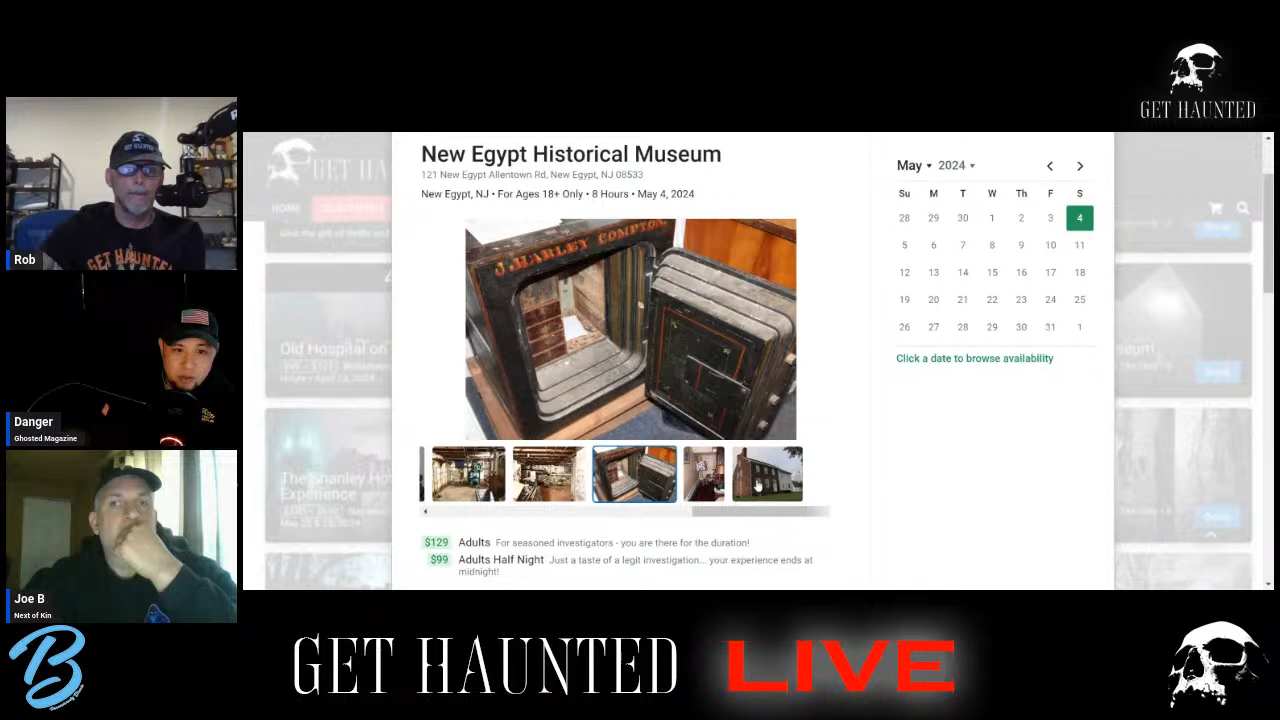 GET HAUNTED
Rob
GET HAUNTED
Danger
Ghosted Magazine
Joe B
Next of Kin
GET HA
HOME
Old Hospital on
The Shanley Ho
Experience
New Egypt Historical Museum
121 New Egypt Allentown Rd, New Egypt, NJ 08533
New Egypt, NJ • For Ages 18+ Only • 8 Hours • May 4, 2024
J. HARLEY COMPTON.
$129 Adults For seasoned investigators - you are there for the duration!
$99 Adults Half Night Just a taste of a legit investigation... your experience ends at
midnight!
May 2024
Su M T W Th F S
28 29 30 1 2 3 4
5 6 7 8 9 10 11
12 13 14 15 16 17 18
19 20 21 22 23 24 25
26 27 28 29 30 31 1
Click a date to browse availability
B
GET HAUNTED LIVE